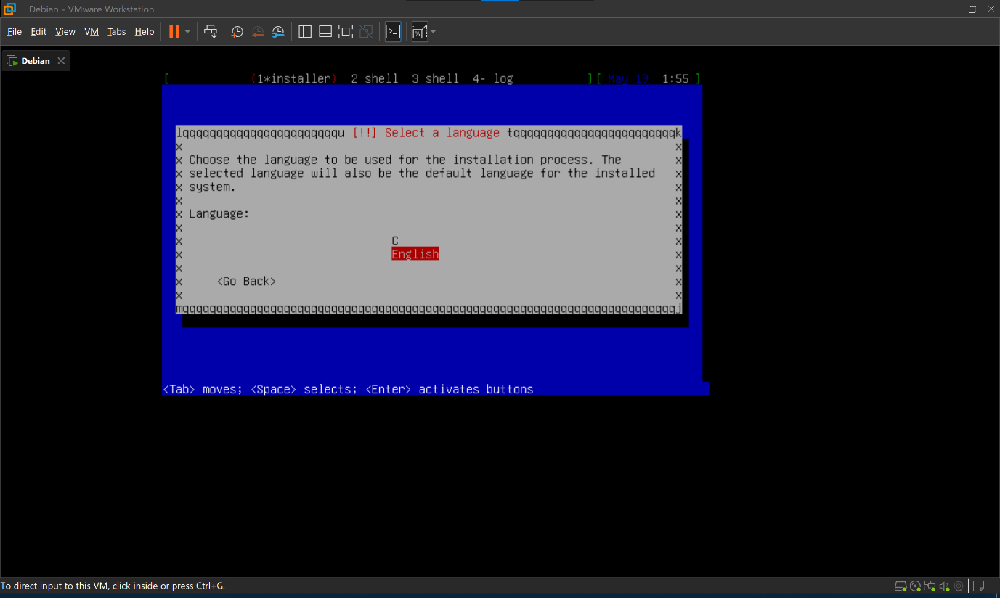 Debian - VMware Workstation
File Edit View VM Tabs Help
Debian
[ (1*installer) 2 shell 3 shell 4- log ][ May 19 1:55 ]
lqqqqqqqqqqqqqqqqqqqqqqqu [!!] Select a language tqqqqqqqqqqqqqqqqqqqqqqqqk
x x
x Choose the language to be used for the installation process. The x
x selected language will also be the default language for the installed x
x system. x
x x
x Language: x
x x
x C x
x English x
x x
x <Go Back> x
x x
mqqqqqqqqqqqqqqqqqqqqqqqqqqqqqqqqqqqqqqqqqqqqqqqqqqqqqqqqqqqqqqqqqqqqqqqqqj
<Tab> moves; <Space> selects; <Enter> activates buttons
To direct input to this VM, click inside or press Ctrl+G.